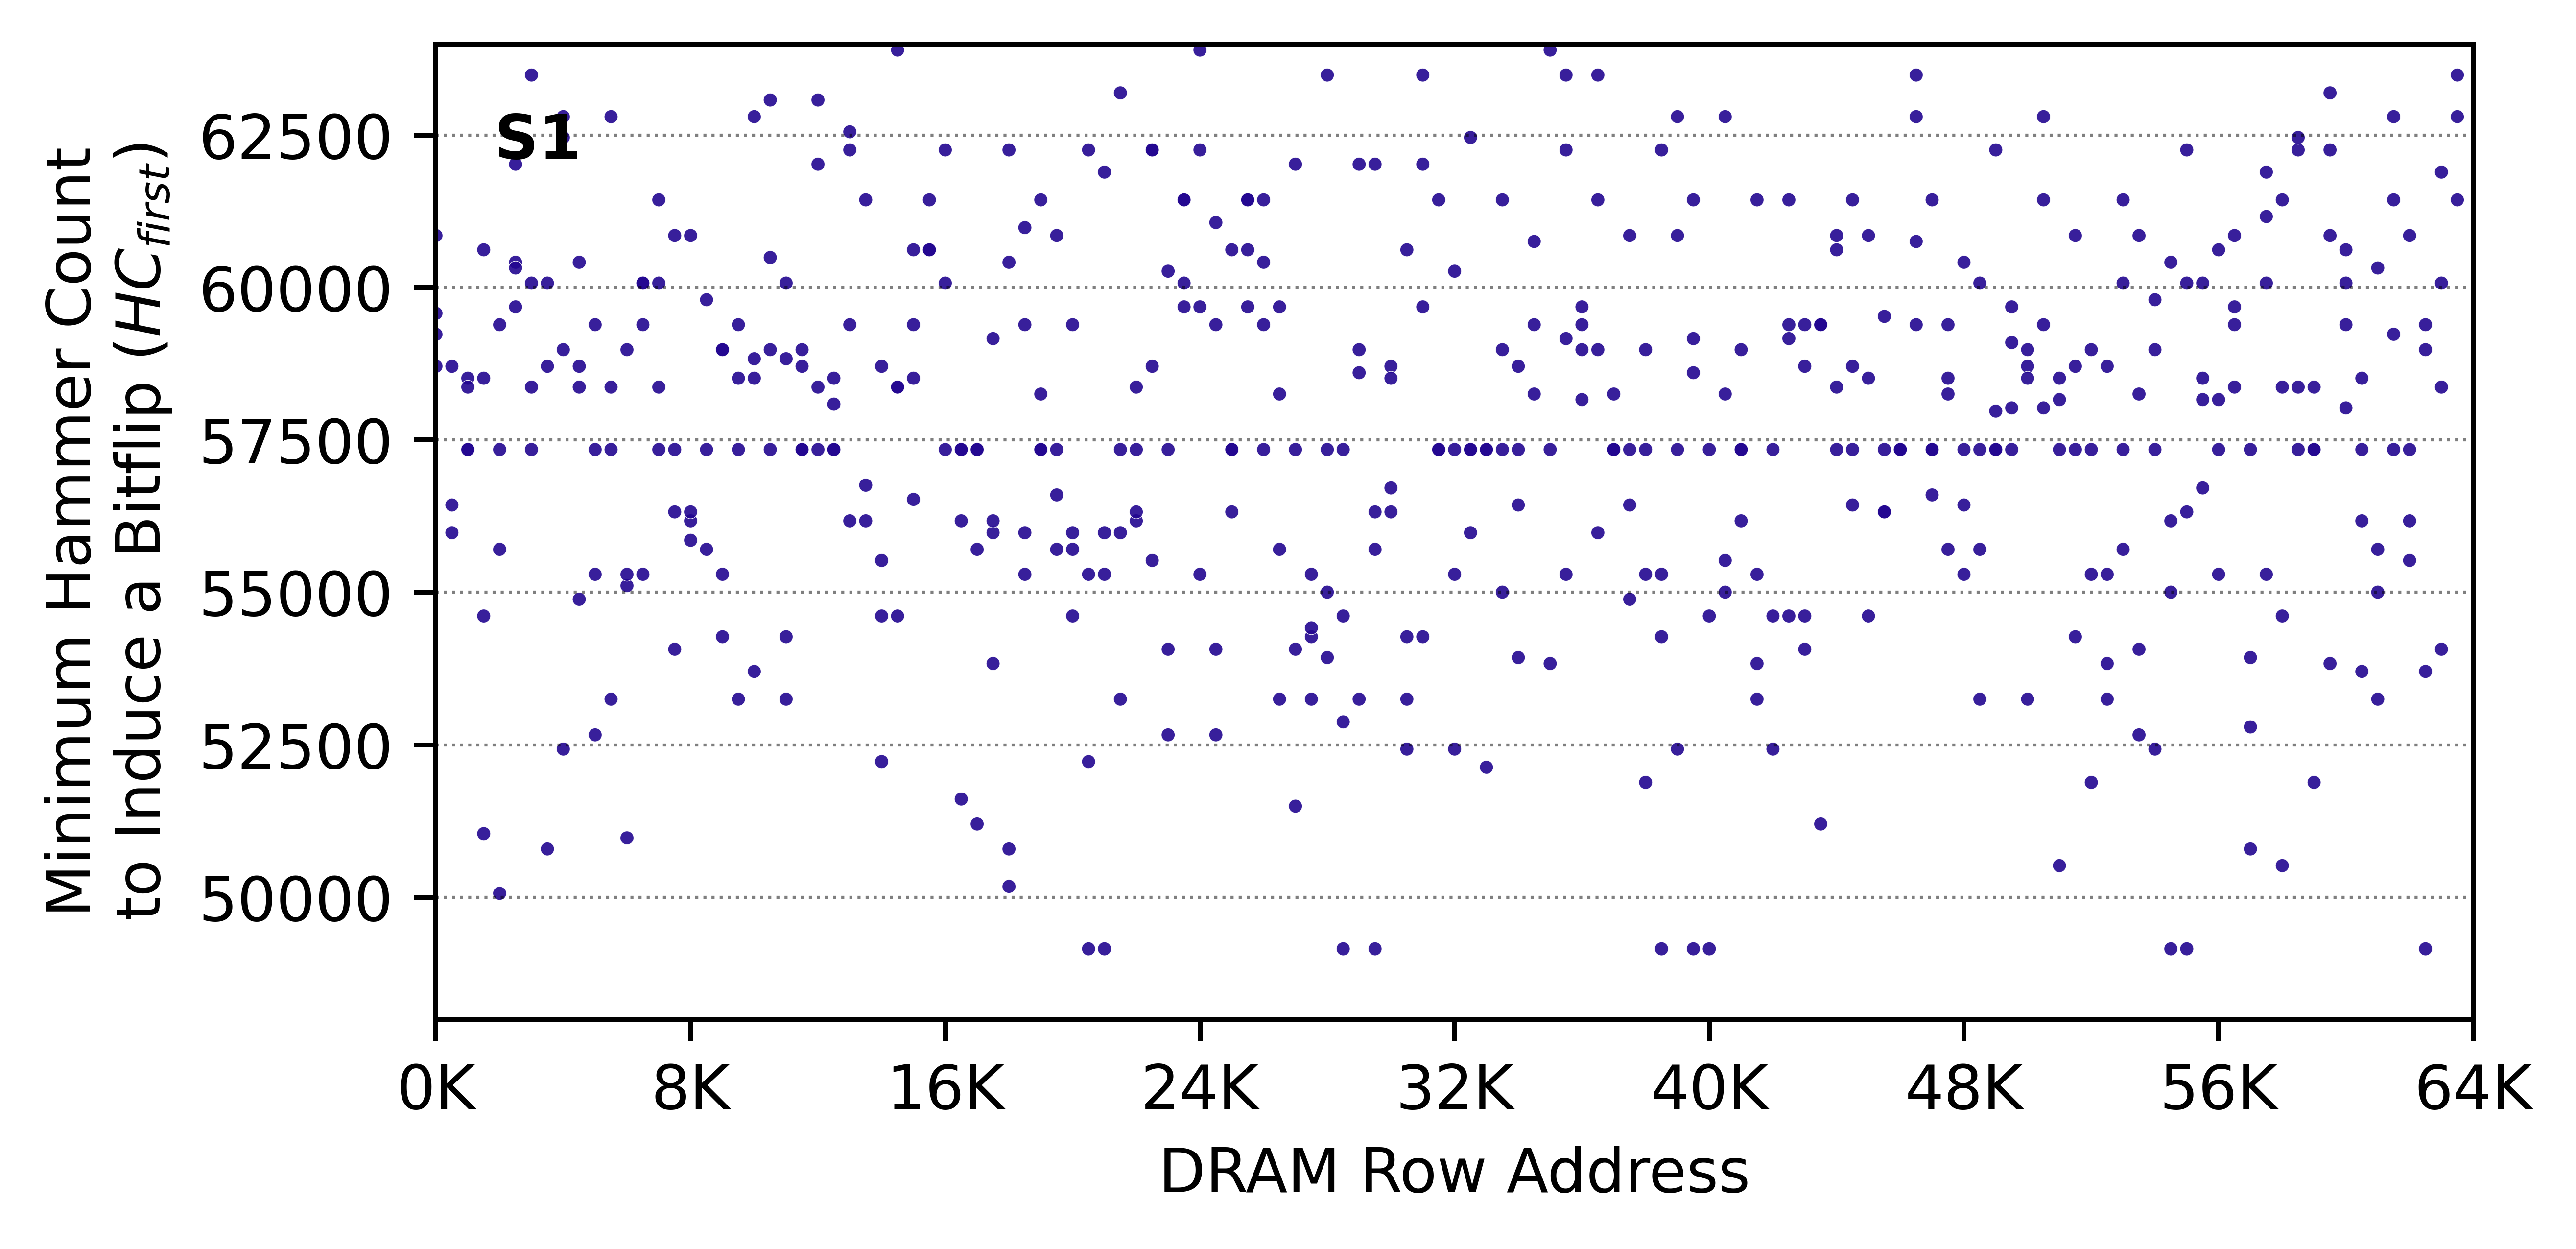 Minimum Hammer Count
to Induce a Bitflip (HC_first)
62500
60000
57500
55000
52500
50000
S1
0K 8K 16K 24K 32K 40K 48K 56K 64K
DRAM Row Address